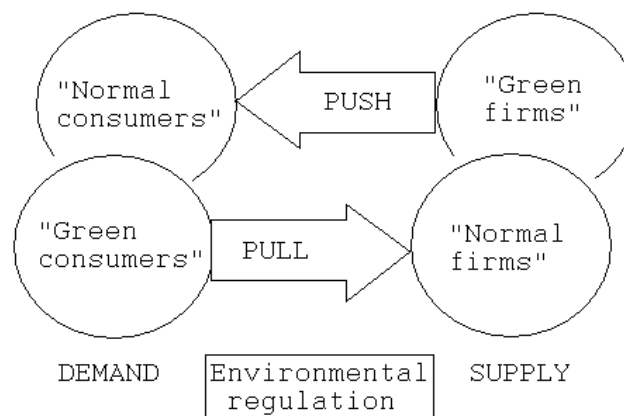 "Normal
consumers"
PUSH
"Green
firms"
"Green
consumers"
PULL
"Normal
firms"
DEMAND
Environmental
regulation
SUPPLY